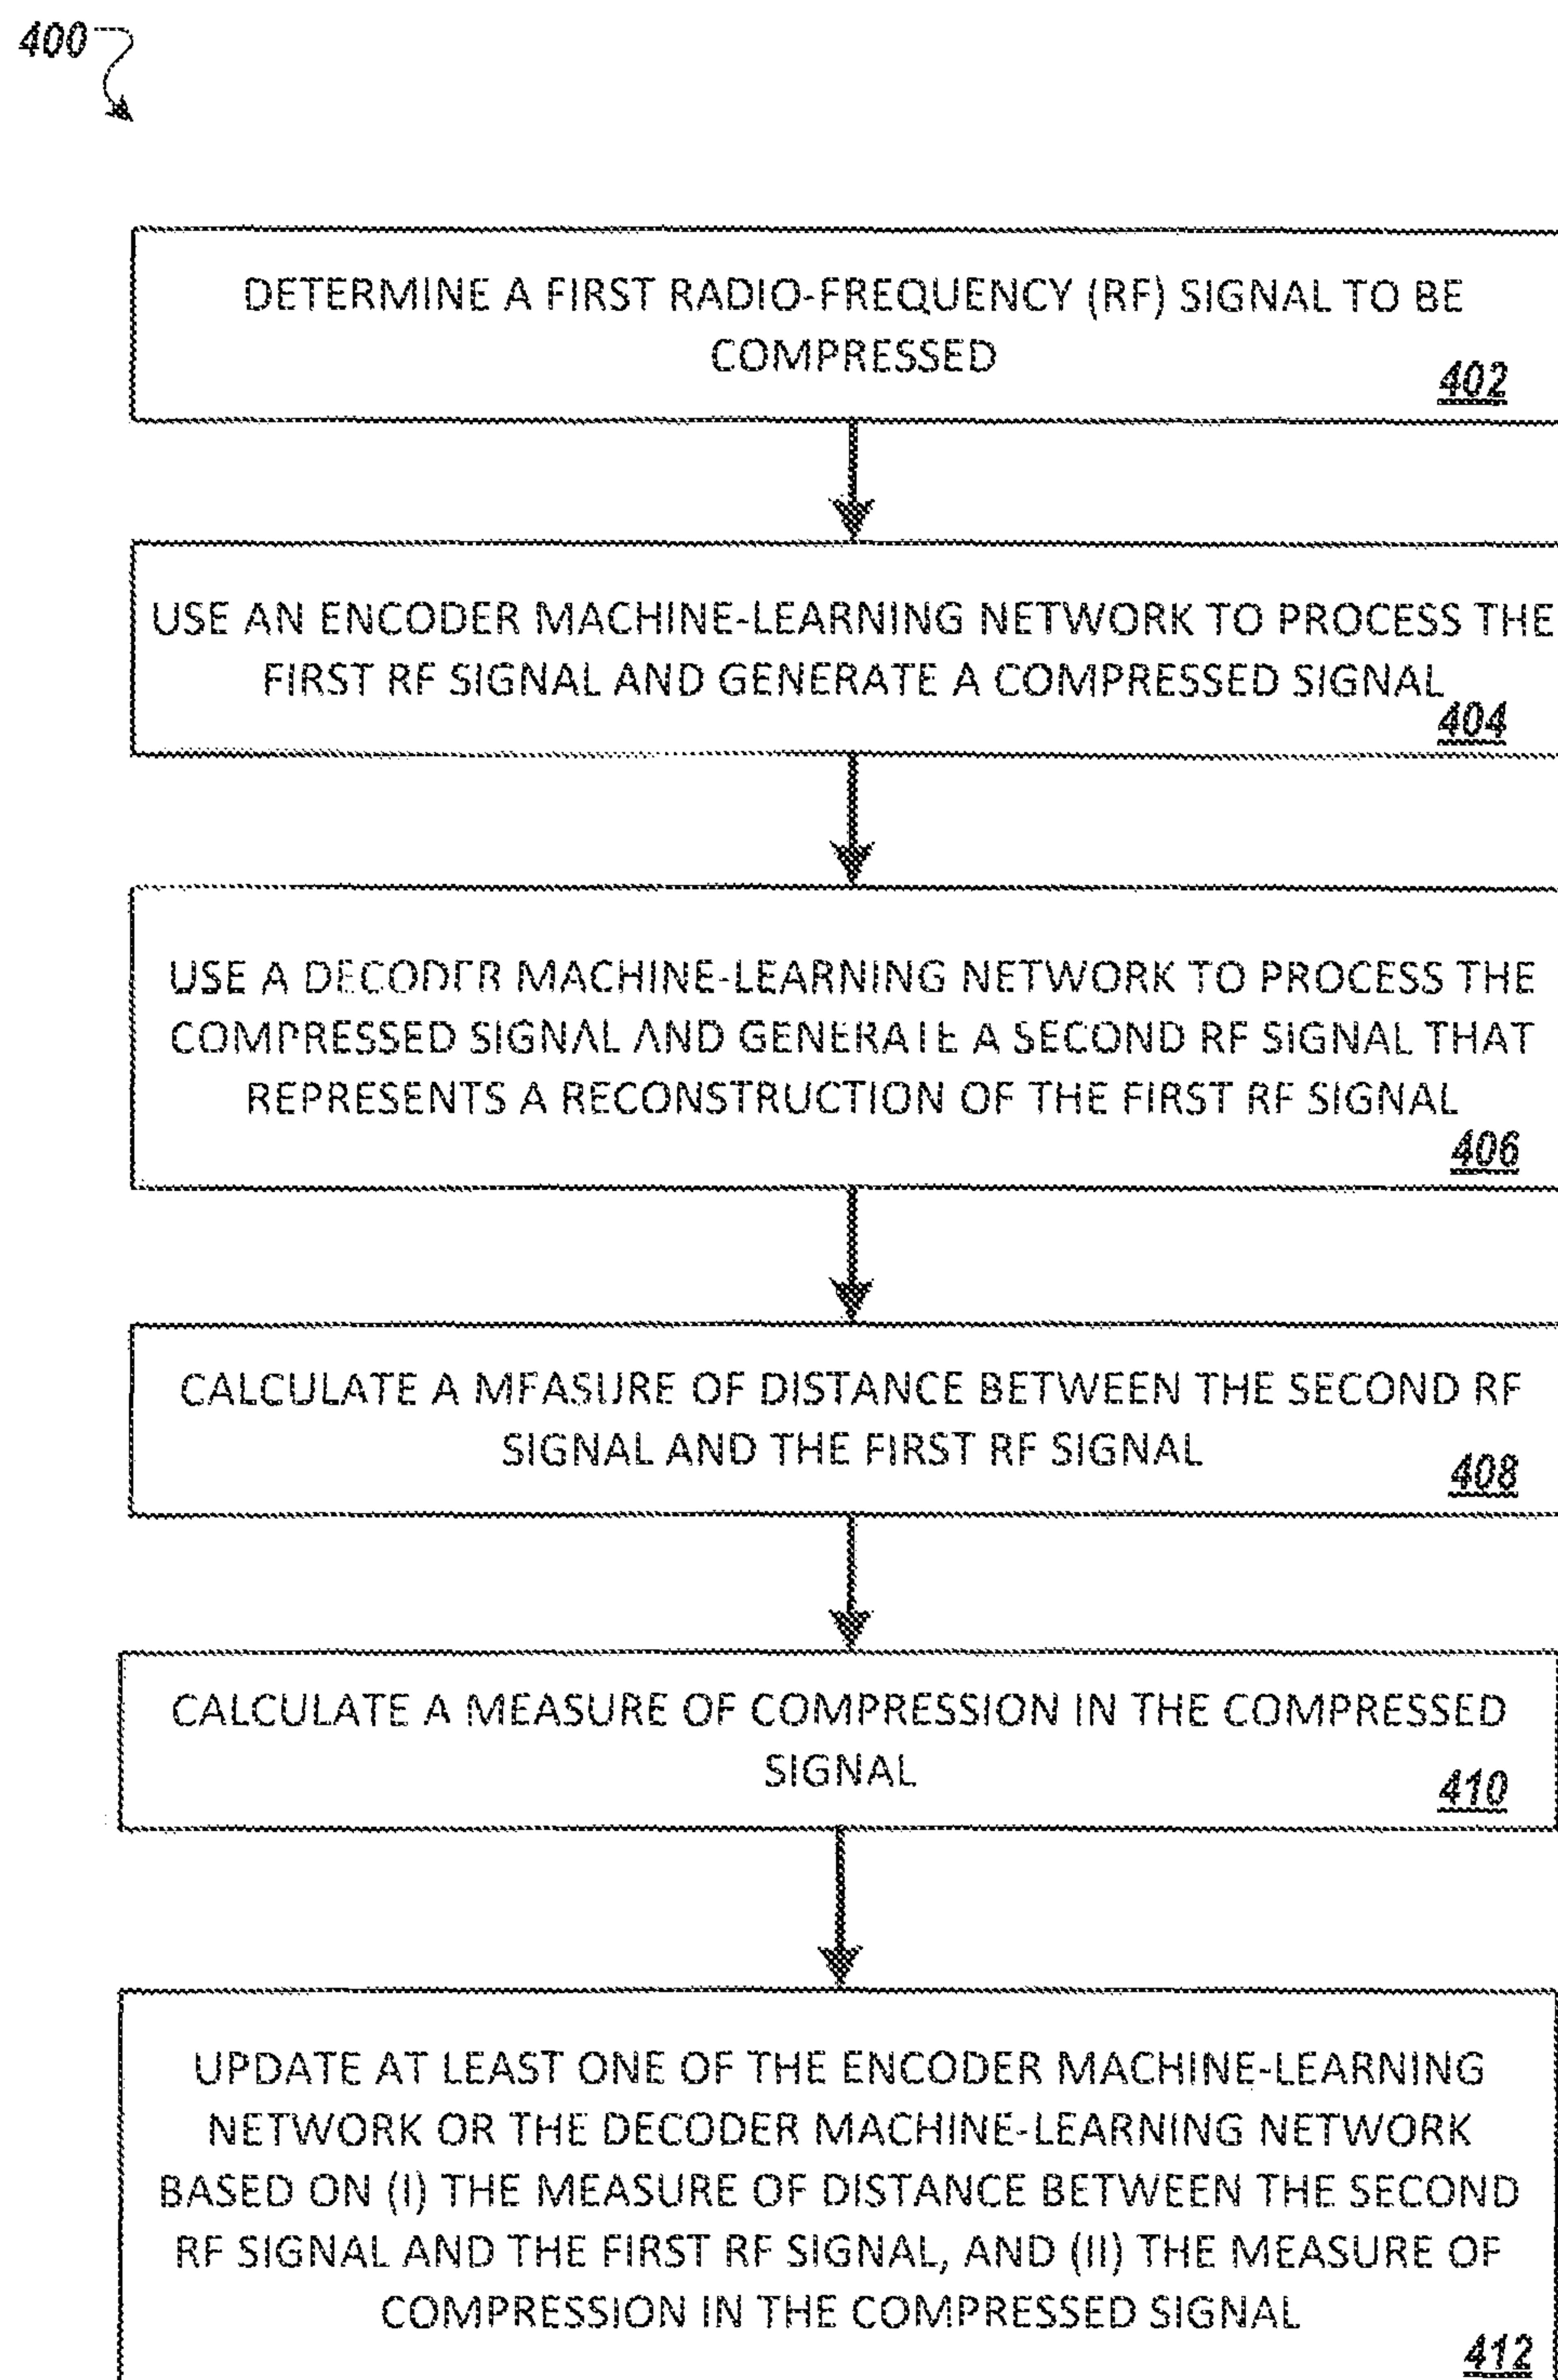 400
DETERMINE A FIRST RADIO-FREQUENCY (RF) SIGNAL TO BE
COMPRESSED
402
USE AN ENCODER MACHINE-LEARNING NETWORK TO PROCESS THE
FIRST RF SIGNAL AND GENERATE A COMPRESSED SIGNAL
404
USE A DECODER MACHINE-LEARNING NETWORK TO PROCESS THE
COMPRESSED SIGNAL AND GENERATE A SECOND RF SIGNAL THAT
REPRESENTS A RECONSTRUCTION OF THE FIRST RF SIGNAL
406
CALCULATE A MEASURE OF DISTANCE BETWEEN THE SECOND RF
SIGNAL AND THE FIRST RF SIGNAL
408
CALCULATE A MEASURE OF COMPRESSION IN THE COMPRESSED
SIGNAL
410
UPDATE AT LEAST ONE OF THE ENCODER MACHINE-LEARNING
NETWORK OR THE DECODER MACHINE-LEARNING NETWORK
BASED ON (I) THE MEASURE OF DISTANCE BETWEEN THE SECOND
RF SIGNAL AND THE FIRST RF SIGNAL, AND (II) THE MEASURE OF
COMPRESSION IN THE COMPRESSED SIGNAL
412